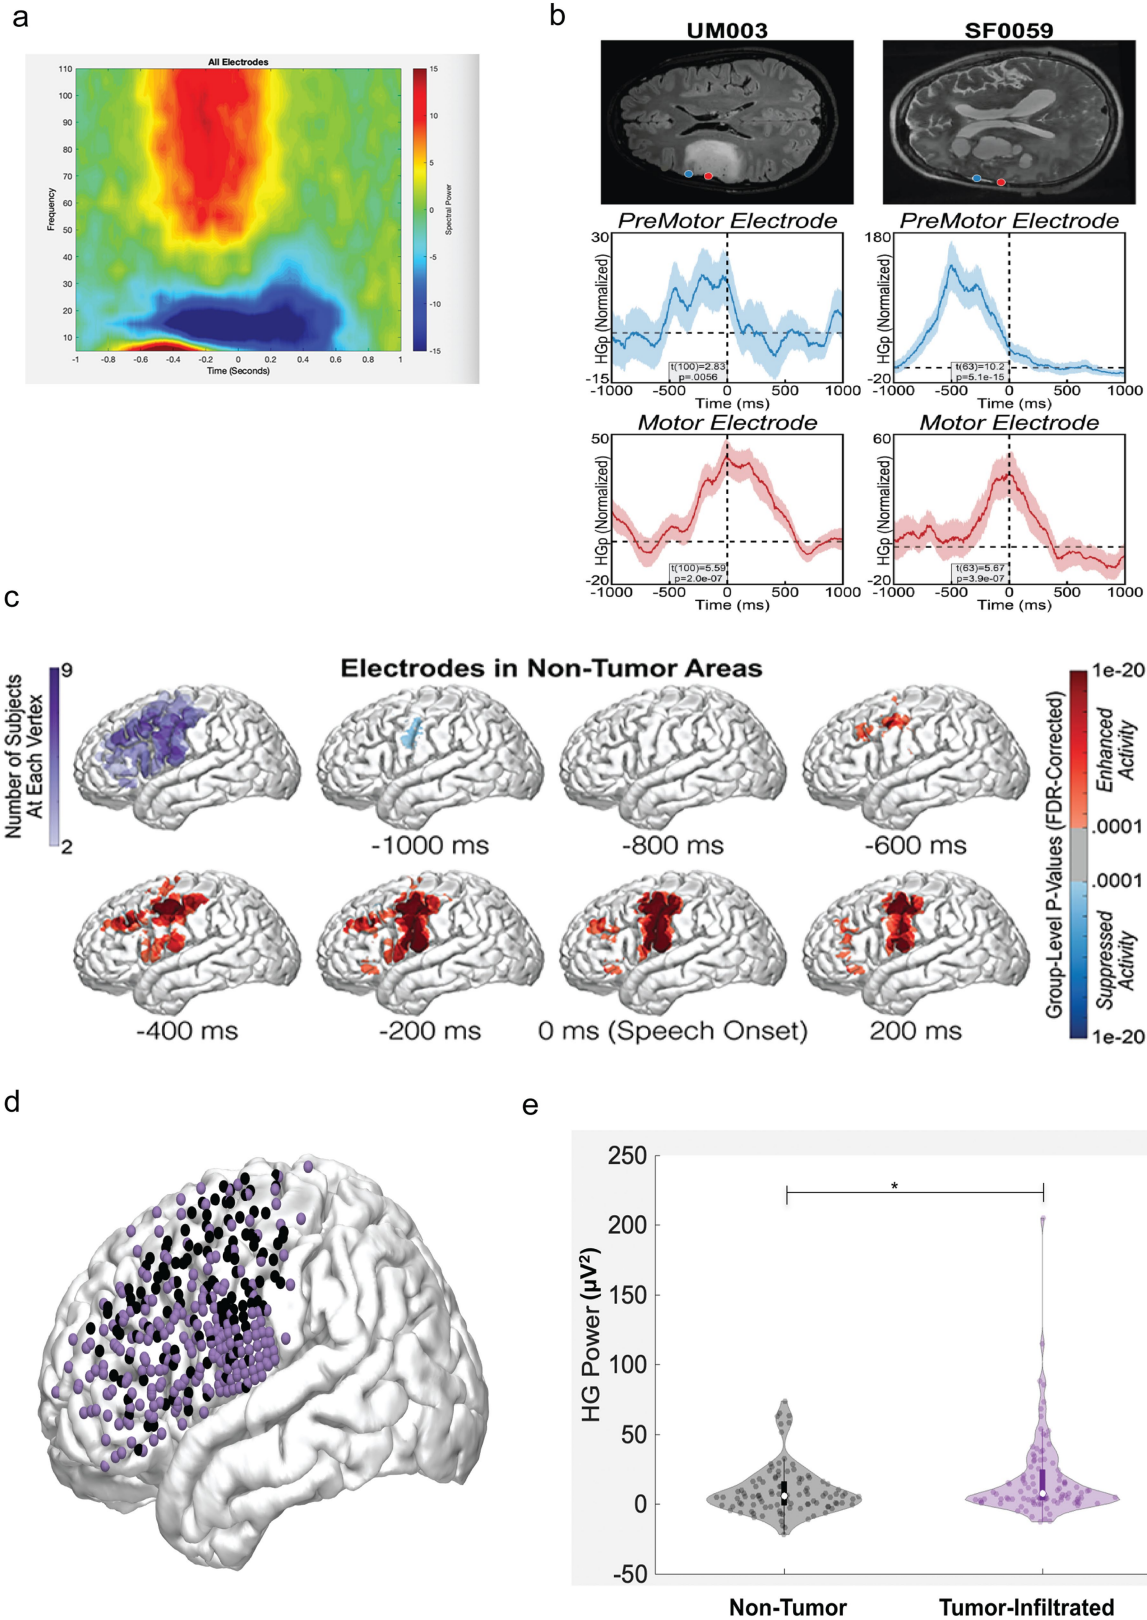 a
All Electrodes
Frequency
110
100
90
80
70
60
50
40
30
20
10
-1 -0.8 -0.6 -0.4 -0.2 0 0.2 0.4 0.6 0.8 1
Time (Seconds)
15
10
5
0
-5
-10
-15
Spectral Power
b
UM003
SF0059
PreMotor Electrode
HGp (Normalized)
30
-15
t(100)=2.83
p=.0056
-1000 -500 0 500 1000
Time (ms)
PreMotor Electrode
HGp (Normalized)
180
-20
t(63)=10.2
p=5.1e-15
-1000 -500 0 500 1000
Time (ms)
Motor Electrode
HGp (Normalized)
50
-20
t(100)=5.59
p=2.0e-07
-1000 -500 0 500 1000
Time (ms)
Motor Electrode
HGp (Normalized)
60
-20
t(63)=5.67
p=3.9e-07
-1000 -500 0 500 1000
Time (ms)
c
Electrodes in Non-Tumor Areas
Number of Subjects
At Each Vertex
9
2
-1000 ms
-800 ms
-600 ms
-400 ms
-200 ms
0 ms (Speech Onset)
200 ms
Group-Level P-Values (FDR-Corrected)
Enhanced
Activity
Suppressed
Activity
1e-20
.0001
.0001
1e-20
d
e
HG Power (µV²)
250
200
150
100
50
0
-50
*
Non-Tumor
Tumor-Infiltrated